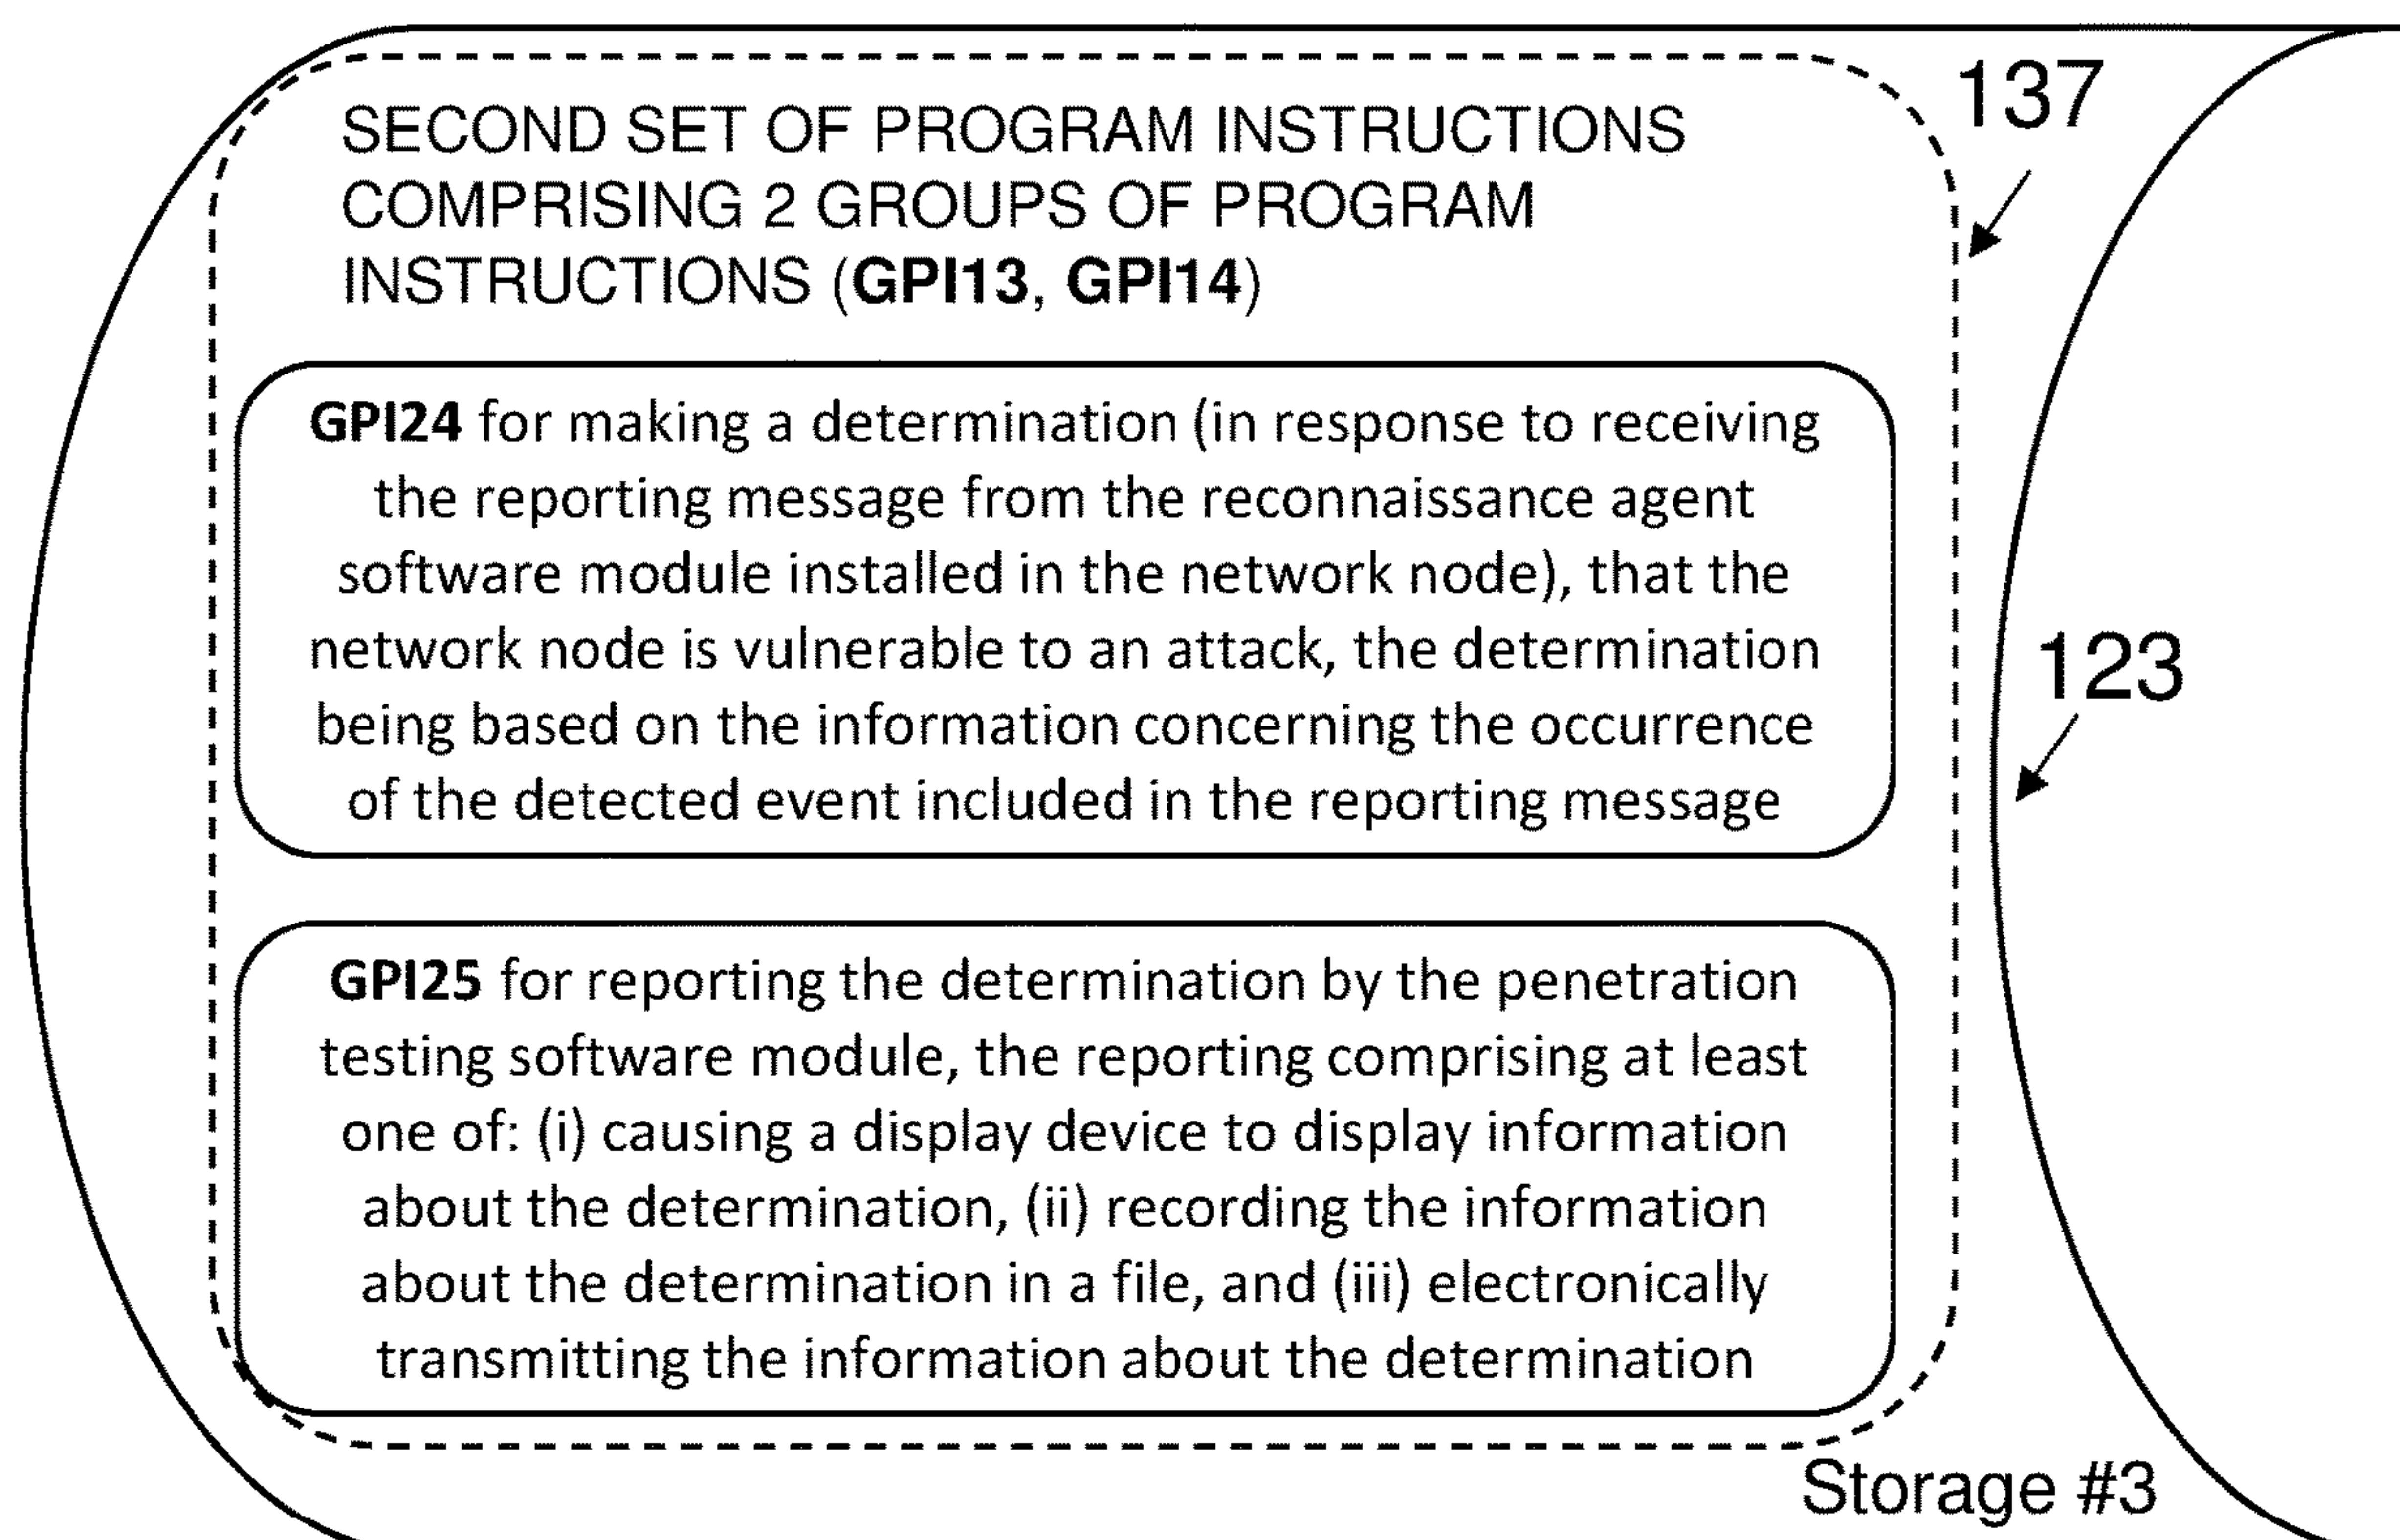 SECOND SET OF PROGRAM INSTRUCTIONS
COMPRISING 2 GROUPS OF PROGRAM
INSTRUCTIONS (GPI13, GPI14)
137
GPI24 for making a determination (in response to receiving
the reporting message from the reconnaissance agent
software module installed in the network node), that the
network node is vulnerable to an attack, the determination
being based on the information concerning the occurrence
of the detected event included in the reporting message
123
GPI25 for reporting the determination by the penetration
testing software module, the reporting comprising at least
one of: (i) causing a display device to display information
about the determination, (ii) recording the information
about the determination in a file, and (iii) electronically
transmitting the information about the determination
Storage #3